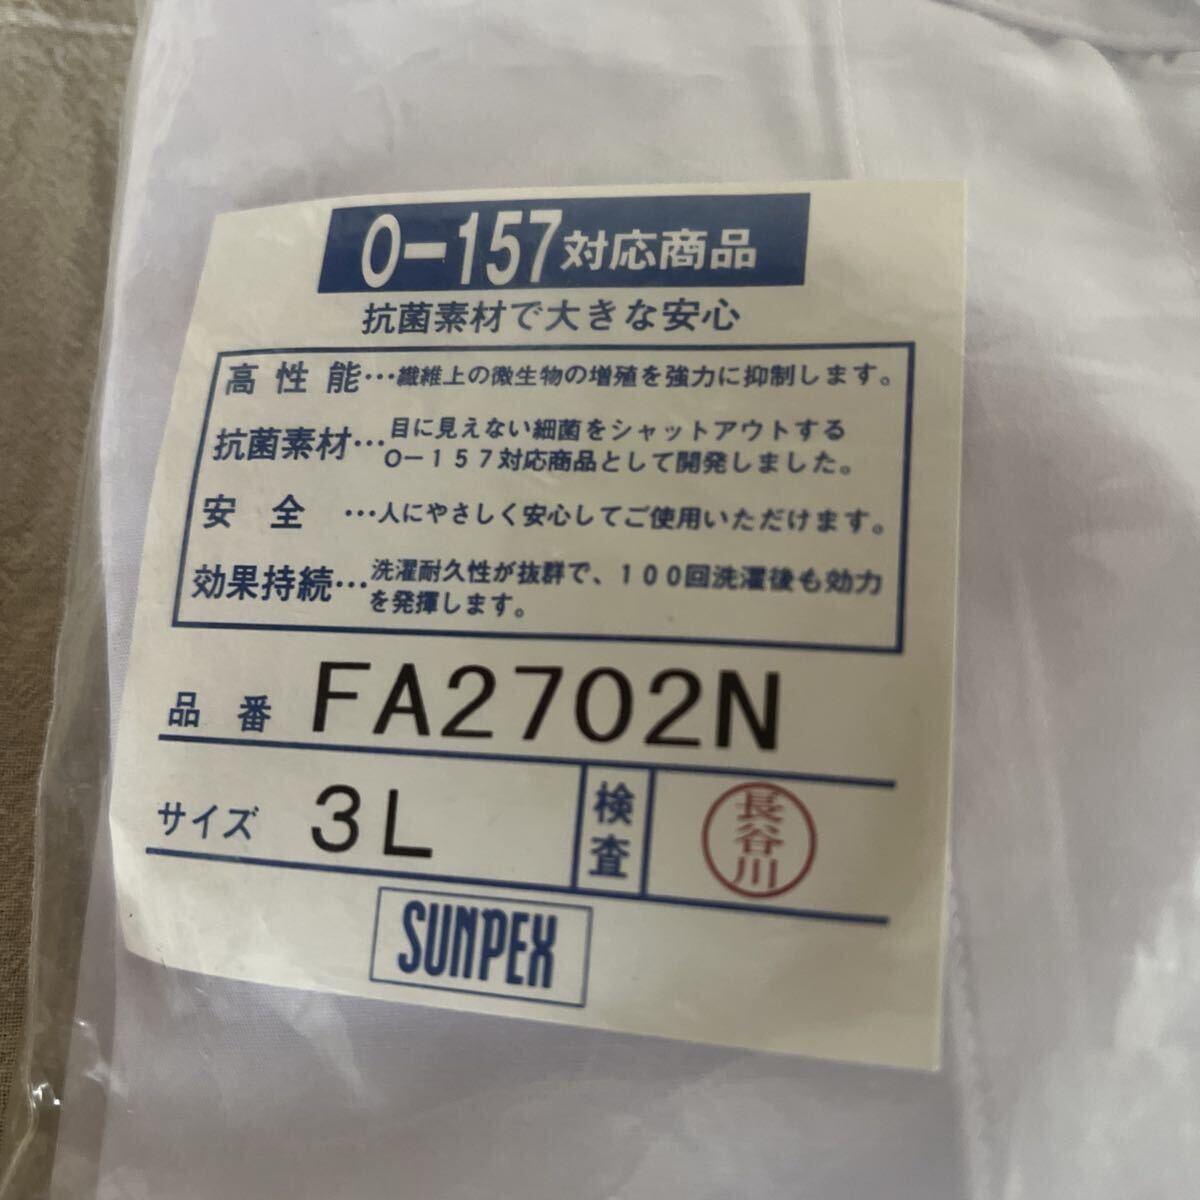 O-157対応商品
抗菌素材で大きな安心
高性能…繊維上の微生物の増殖を強力に抑制します。
抗菌素材…目に見えない細菌をシャットアウトする
O-157対応商品として開発しました。
安全…人にやさしく安心してご使用いただけます。
効果持続…洗濯耐久性が抜群で、100回洗濯後も効力
を発揮します。
品番 FA2702N
サイズ 3L 検査 長谷川
SUNPEX